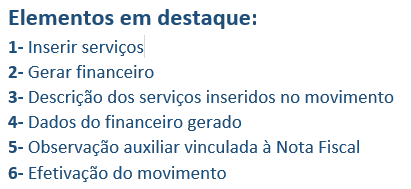 Elementos em destaque:
1- Inserir serviços
2- Gerar financeiro
3- Descrição dos serviços inseridos no movimento
4- Dados do financeiro gerado
5- Observação auxiliar vinculada à Nota Fiscal
6- Efetivação do movimento